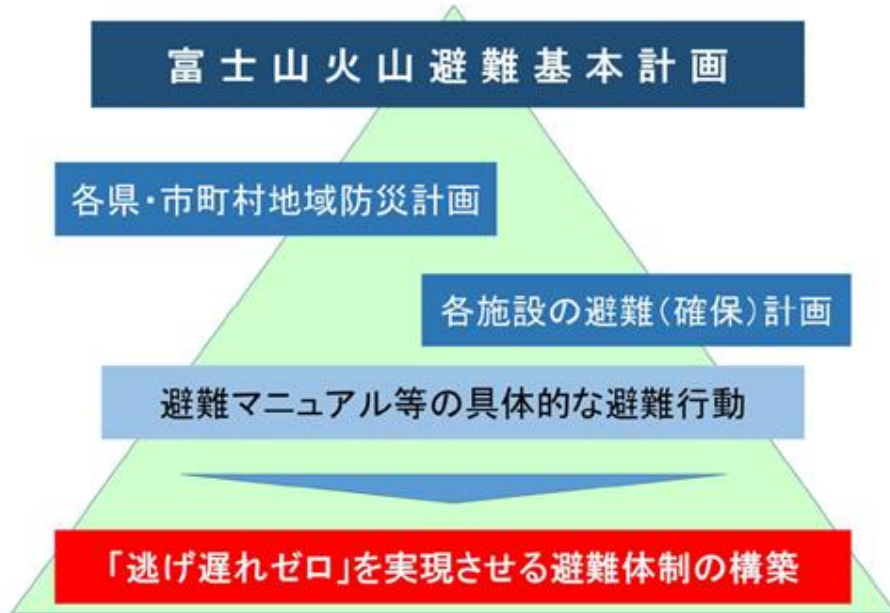 富士山火山避難基本計画
各県・市町村地域防災計画
各施設の避難(確保)計画
避難マニュアル等の具体的な避難行動
「逃げ遅れゼロ」を実現させる避難体制の構築